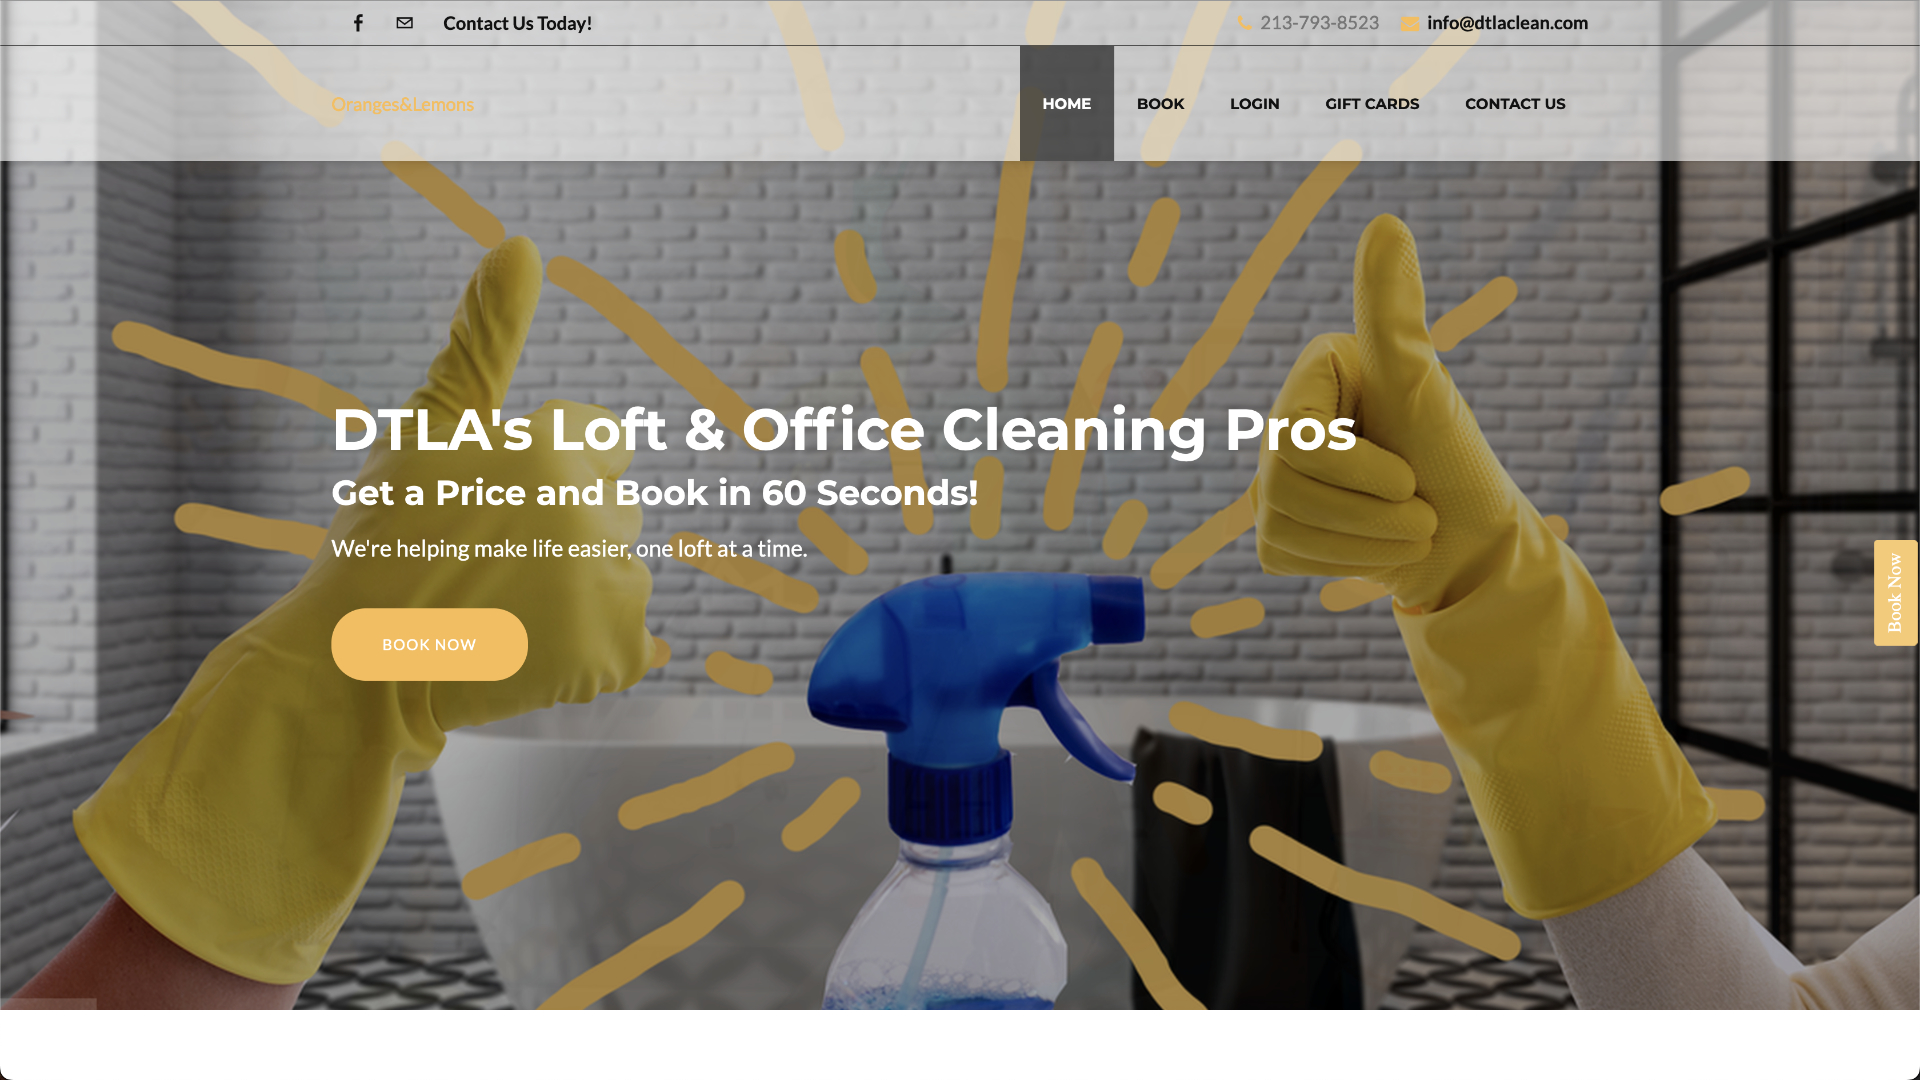 Contact Us Today!
213-793-8523
info@dtlaclean.com
Oranges&Lemons
HOME
BOOK
LOGIN
GIFT CARDS
CONTACT US
DTLA's Loft & Office Cleaning Pros
Get a Price and Book in 60 Seconds!
We're helping make life easier, one loft at a time.
BOOK NOW
Book Now